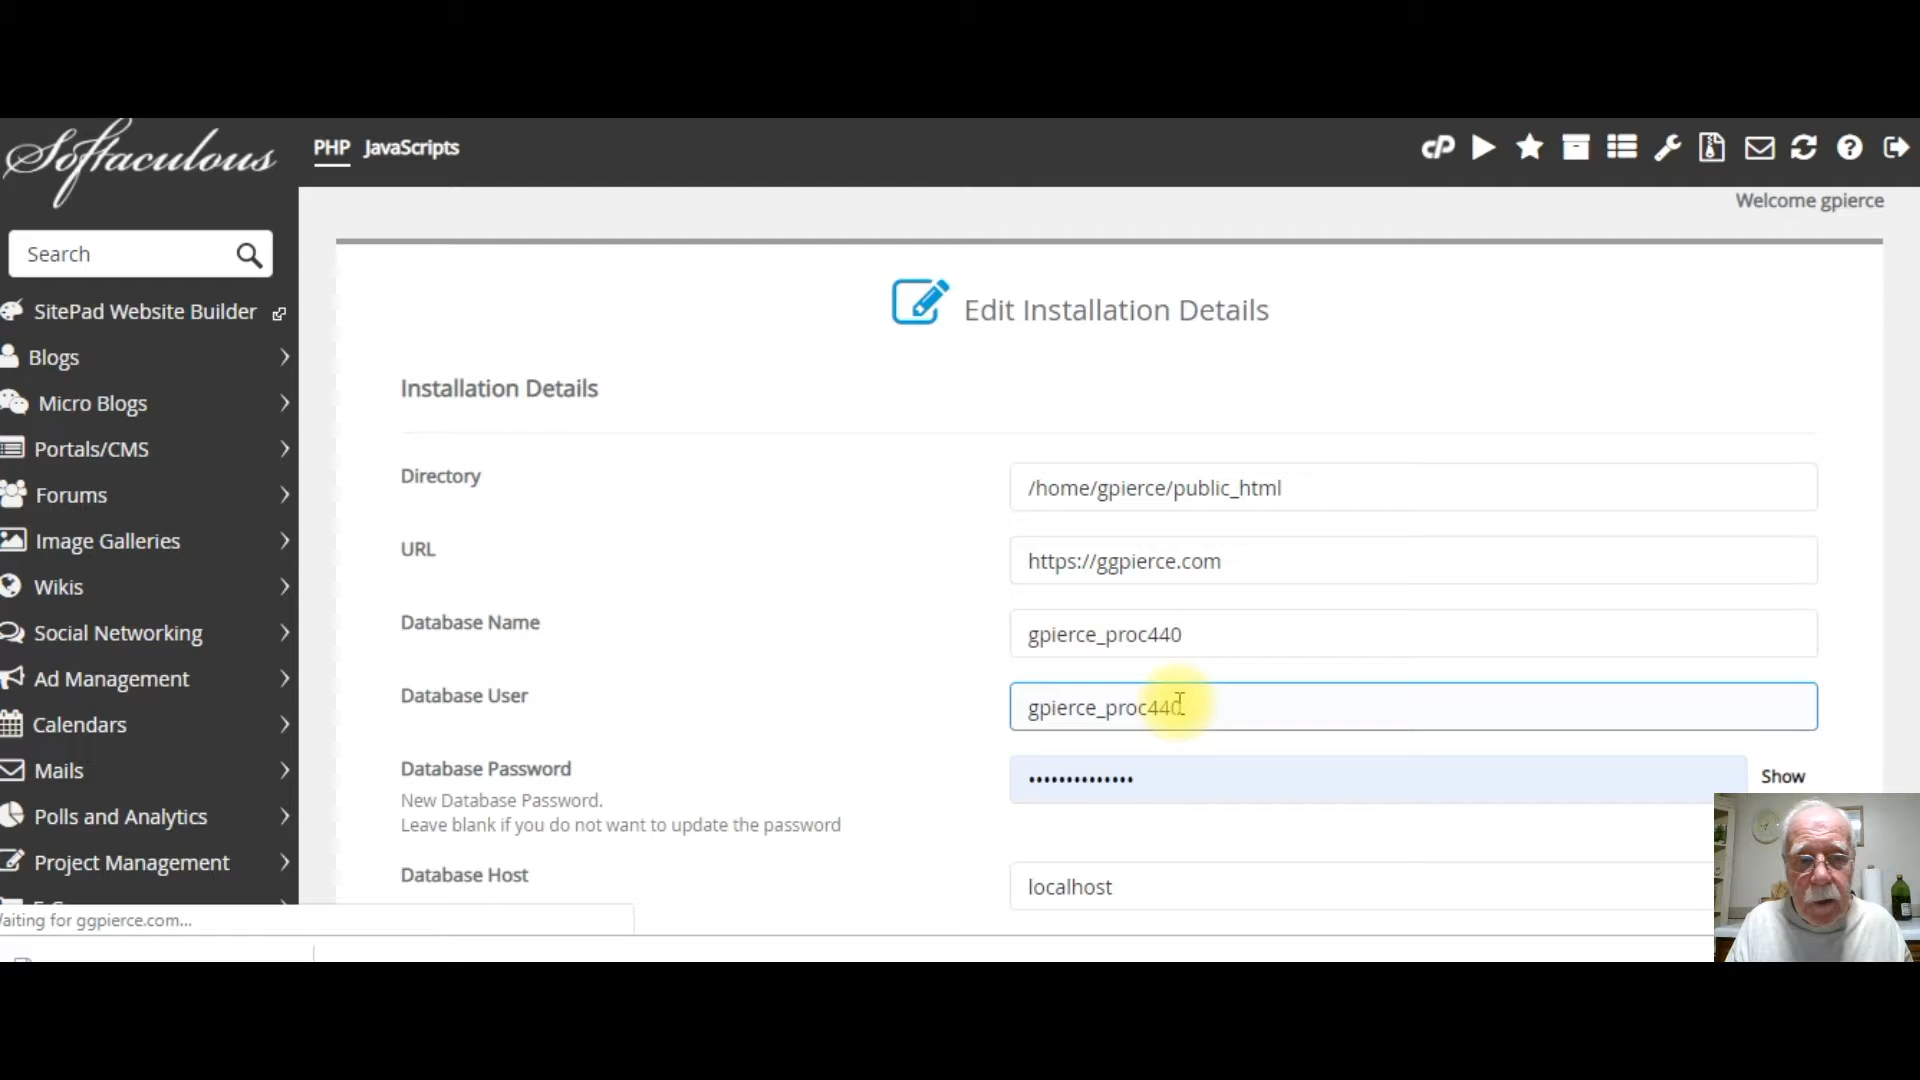 Softaculous
PHP JavaScripts
cP
Welcome gpierce
Search
SitePad Website Builder
Blogs
Micro Blogs
Portals/CMS
Forums
Image Galleries
Wikis
Social Networking
Ad Management
Calendars
Mails
Polls and Analytics
Project Management
Edit Installation Details
Installation Details
Directory
/home/gpierce/public_html
URL
https://ggpierce.com
Database Name
gpierce_proc440
Database User
gpierce_proc440
Database Password
•••••••••••••• Show
New Database Password.
Leave blank if you do not want to update the password
Database Host
localhost
for ggpierce.com...